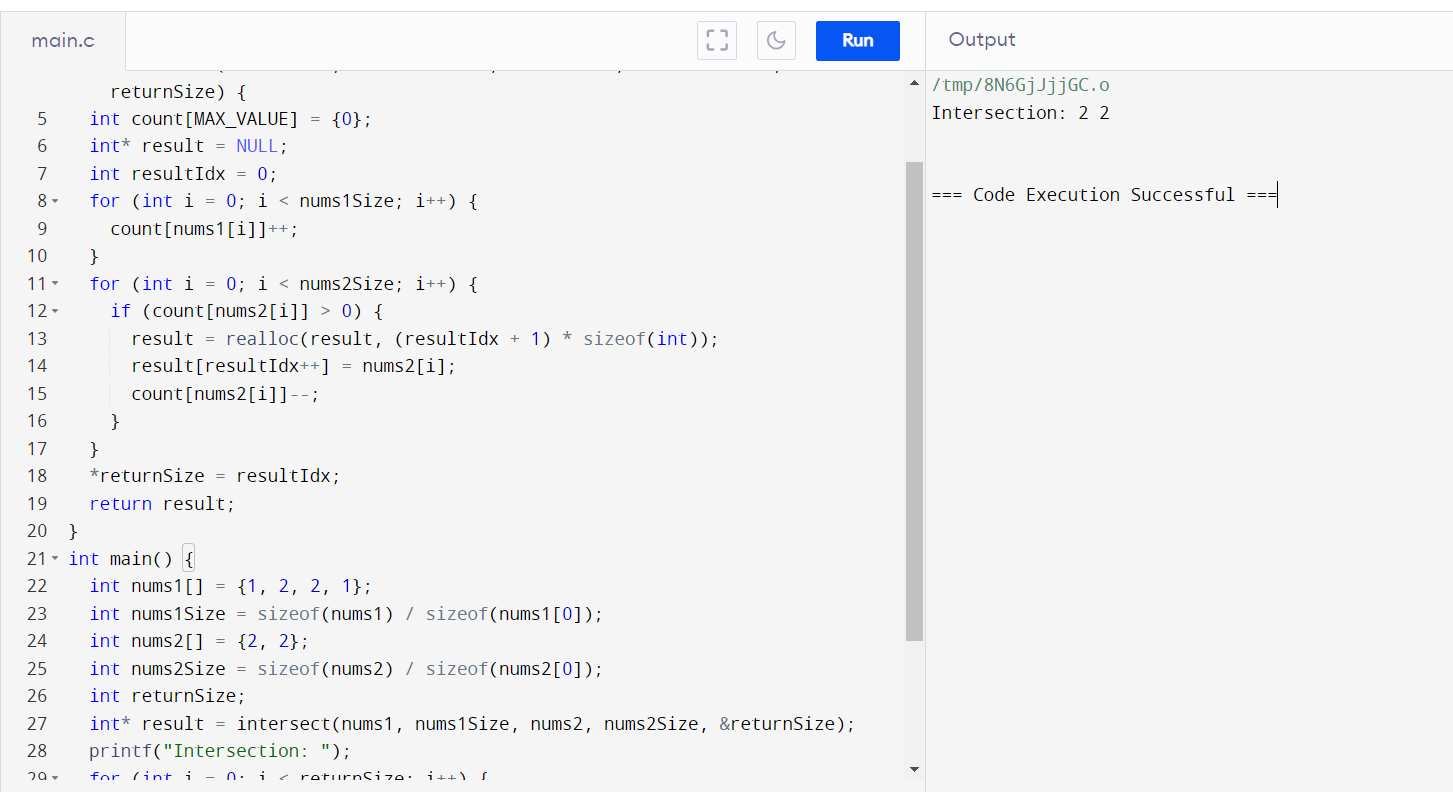 main.c
Run
Output
returnSize) {
5 int count[MAX_VALUE] = {0};
6 int* result = NULL;
7 int resultIdx = 0;
8 for (int i = 0; i < nums1Size; i++) {
9 count[nums1[i]]++;
10 }
11 for (int i = 0; i < nums2Size; i++) {
12 if (count[nums2[i]] > 0) {
13 result = realloc(result, (resultIdx + 1) * sizeof(int));
14 result[resultIdx++] = nums2[i];
15 count[nums2[i]]--;
16 }
17 }
18 *returnSize = resultIdx;
19 return result;
20 }
21 int main() {
22 int nums1[] = {1, 2, 2, 1};
23 int nums1Size = sizeof(nums1) / sizeof(nums1[0]);
24 int nums2[] = {2, 2};
25 int nums2Size = sizeof(nums2) / sizeof(nums2[0]);
26 int returnSize;
27 int* result = intersect(nums1, nums1Size, nums2, nums2Size, &returnSize);
28 printf("Intersection: ");
29 for (int i = 0; i < returnSize; i++) {
/tmp/8N6GjJjjGC.o
Intersection: 2 2
=== Code Execution Successful ===